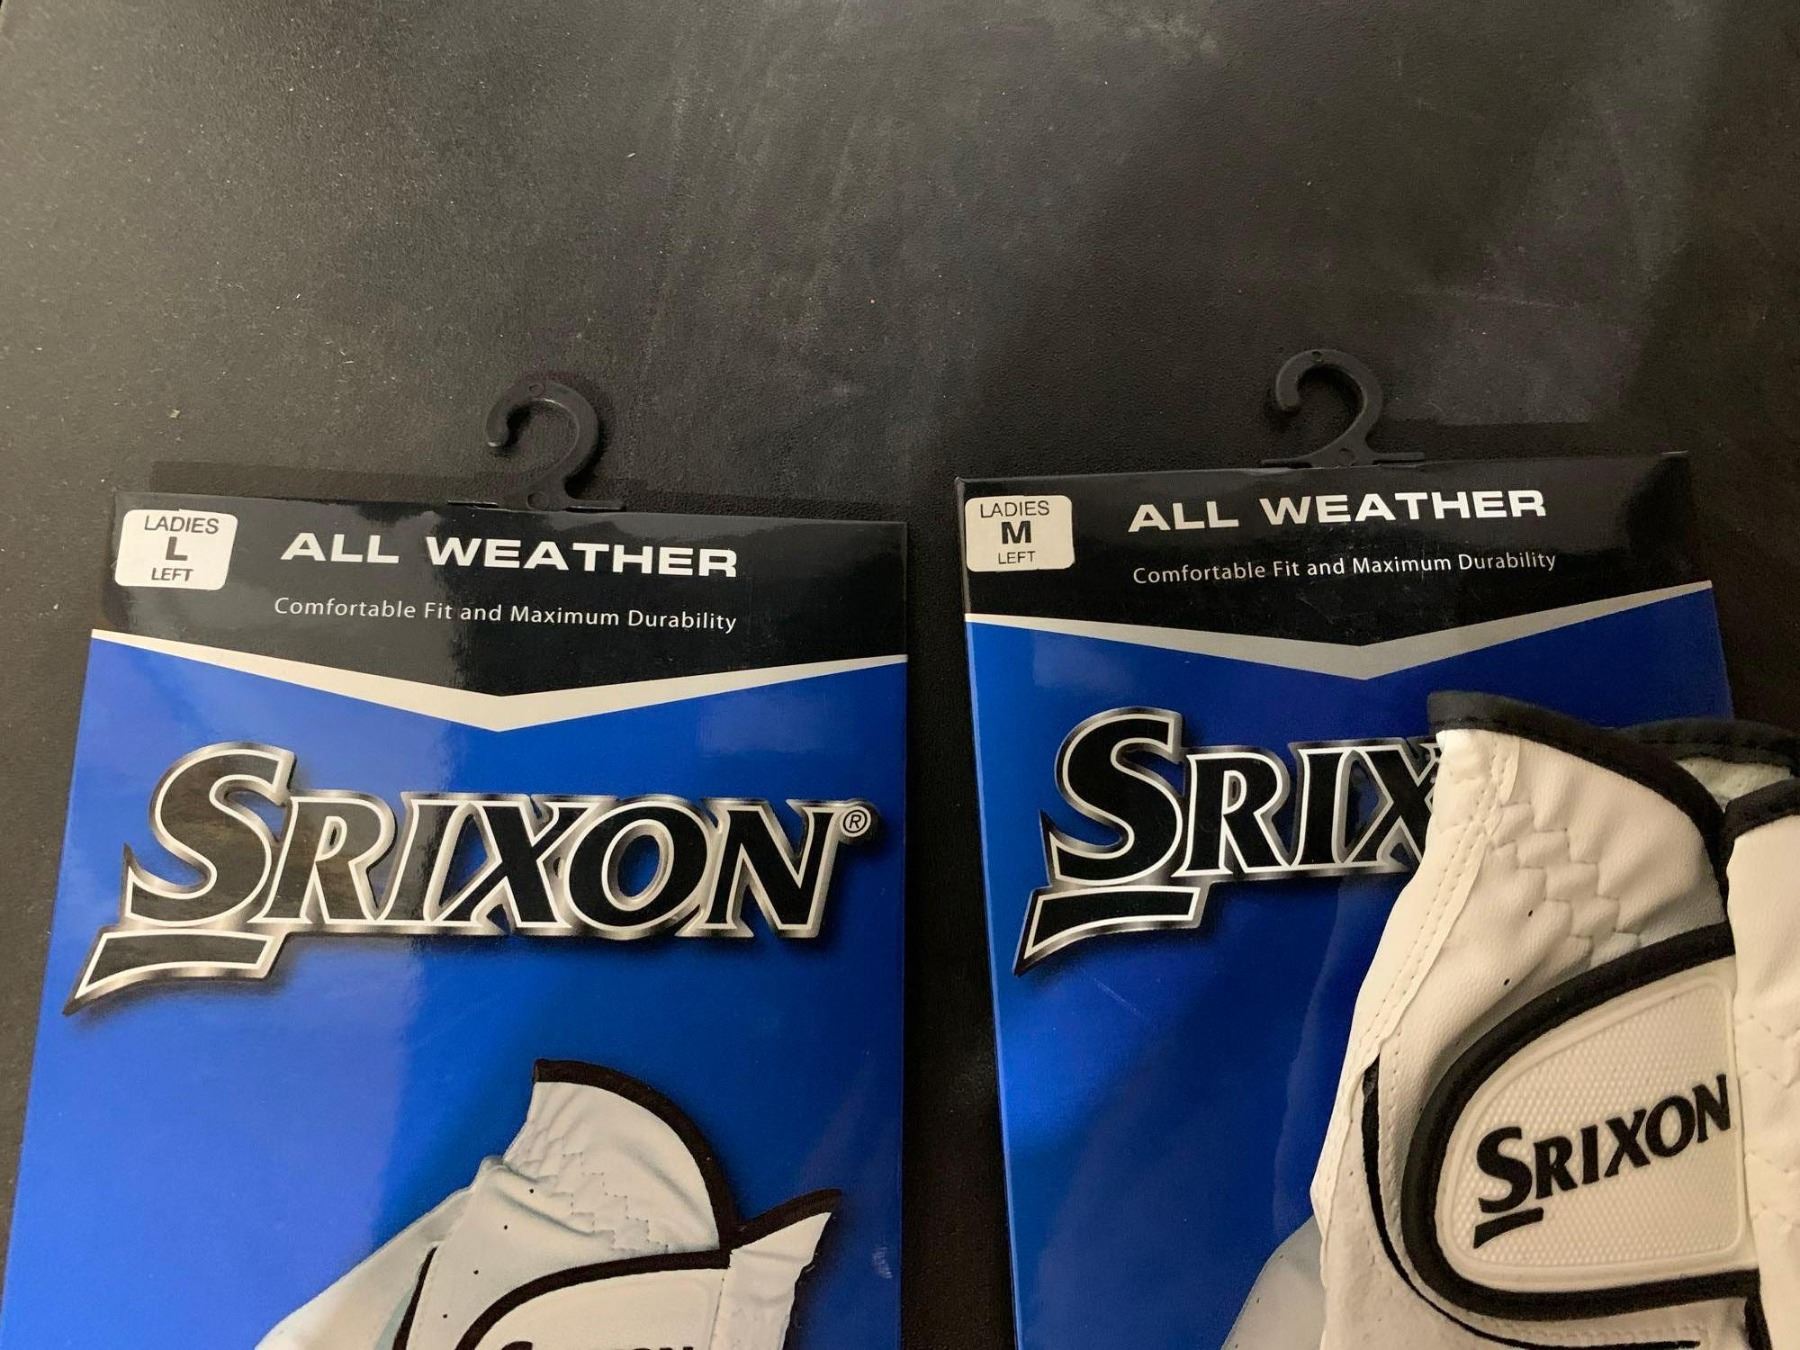 LADIES
L
LEFT
ALL WEATHER
Comfortable Fit and Maximum Durability
SRIXON®
LADIES
M
LEFT
ALL WEATHER
Comfortable Fit and Maximum Durability
SRIX
SRIXON